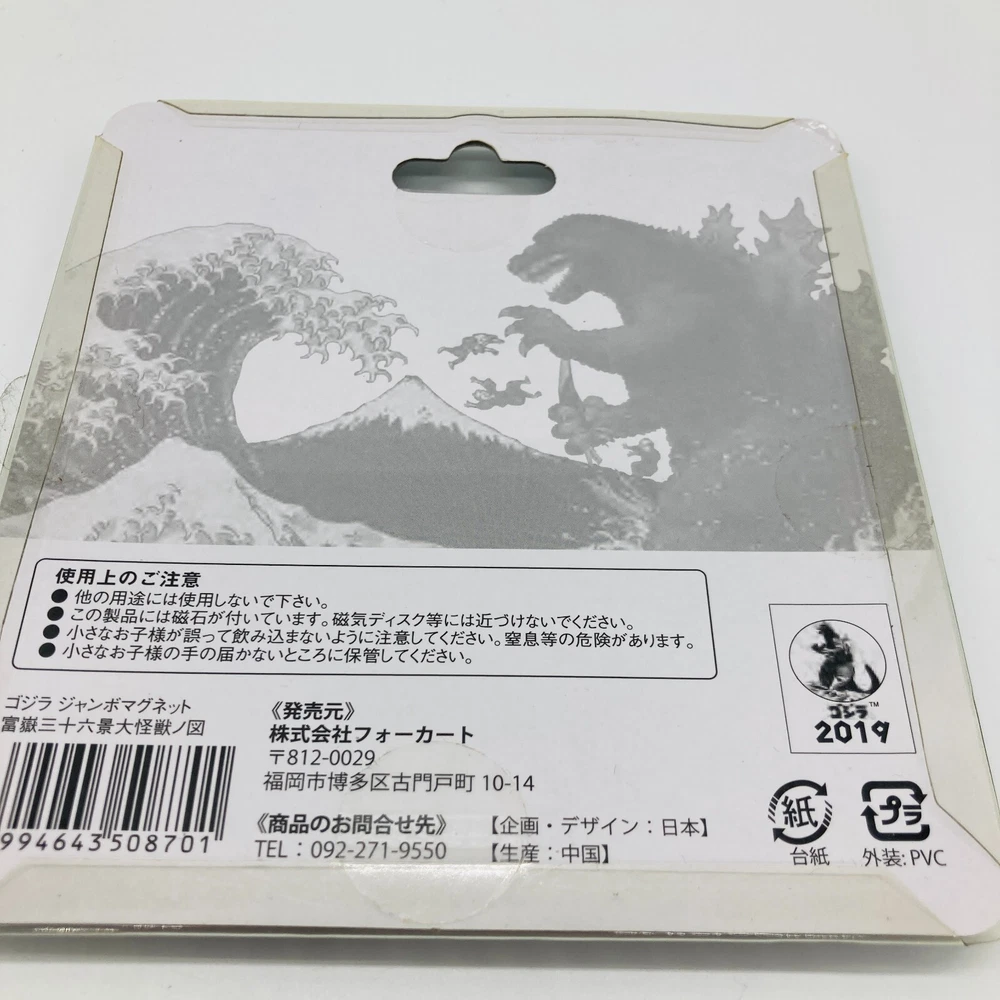 使用上のご注意
● 他の用途には使用しないで下さい。
● この製品には磁石が付いています。磁気ディスク等には近づけないでください。
● 小さなお子様が誤って飲み込まないように注意してください。窒息等の危険があります。
● 小さなお子様の手の届かないところに保管してください。
ゴジラ ジャンボマグネット
富嶽三十六景大怪獣ノ図
994643508701
《発売元》
株式会社フォーカート
〒812-0029
福岡市博多区古門戸町 10-14
《商品のお問合せ先》
TEL：092-271-9550
【企画・デザイン：日本】
【生産：中国】
ゴジラ™
2019
紙
台紙
プラ
外装: PVC